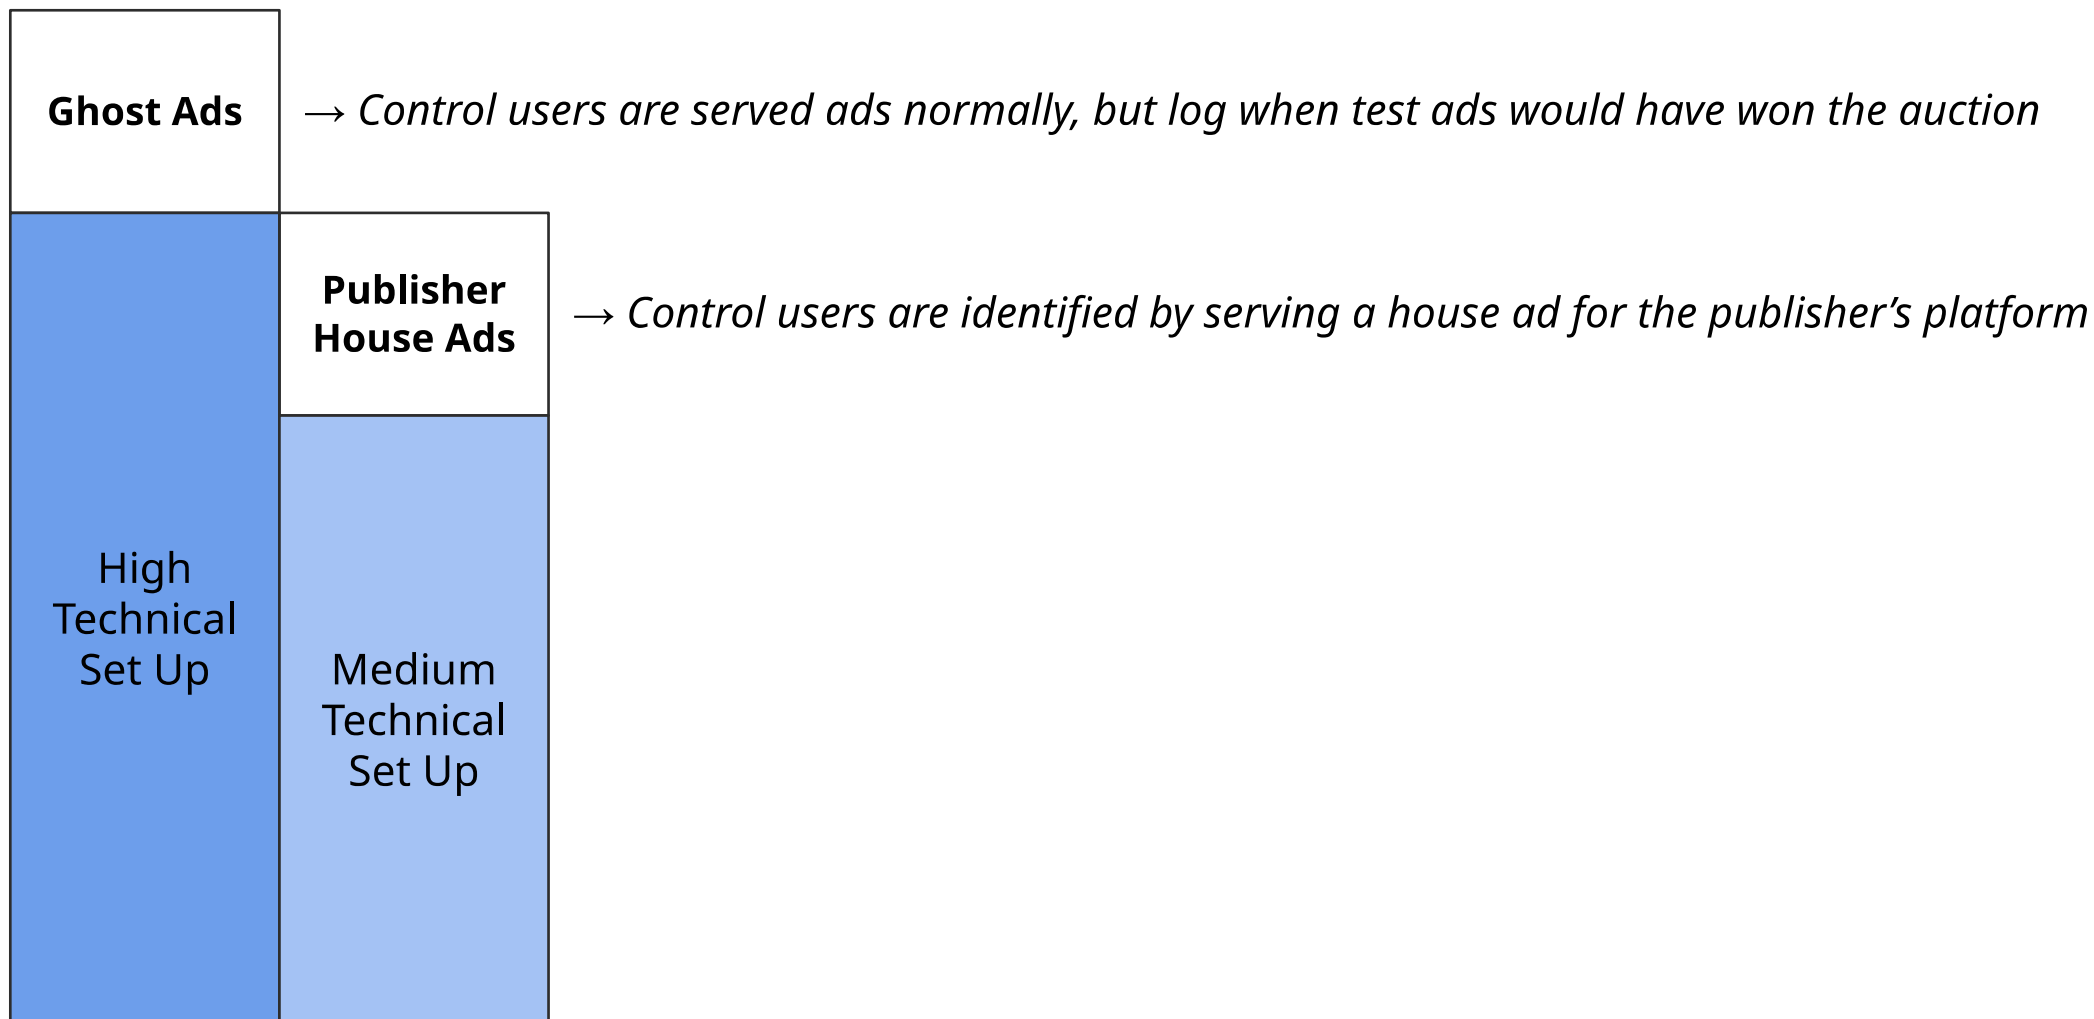 Ghost Ads
→ Control users are served ads normally, but log when test ads would have won the auction
Publisher
House Ads
→ Control users are identified by serving a house ad for the publisher’s platform
High
Technical
Set Up
Medium
Technical
Set Up